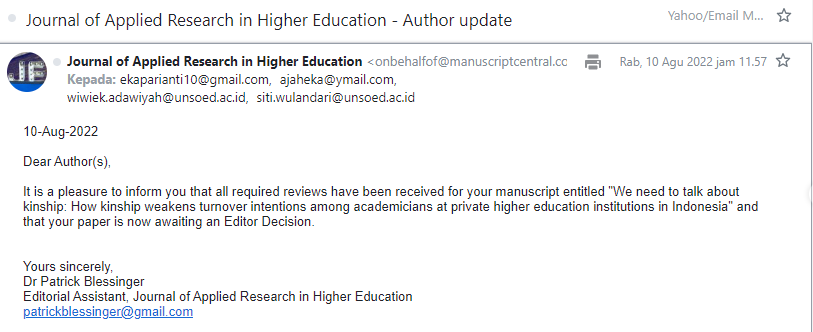 Journal of Applied Research in Higher Education - Author update
Yahoo/Email M...
Journal of Applied Research in Higher Education <onbehalfof@manuscriptcentral.cc
Rab, 10 Agu 2022 jam 11.57
Kepada: ekaparianti10@gmail.com, ajaheka@ymail.com,
wiwiek.adawiyah@unsoed.ac.id, siti.wulandari@unsoed.ac.id
10-Aug-2022
Dear Author(s),
It is a pleasure to inform you that all required reviews have been received for your manuscript entitled "We need to talk about
kinship: How kinship weakens turnover intentions among academicians at private higher education institutions in Indonesia" and
that your paper is now awaiting an Editor Decision.
Yours sincerely,
Dr Patrick Blessinger
Editorial Assistant, Journal of Applied Research in Higher Education
patrickblessinger@gmail.com